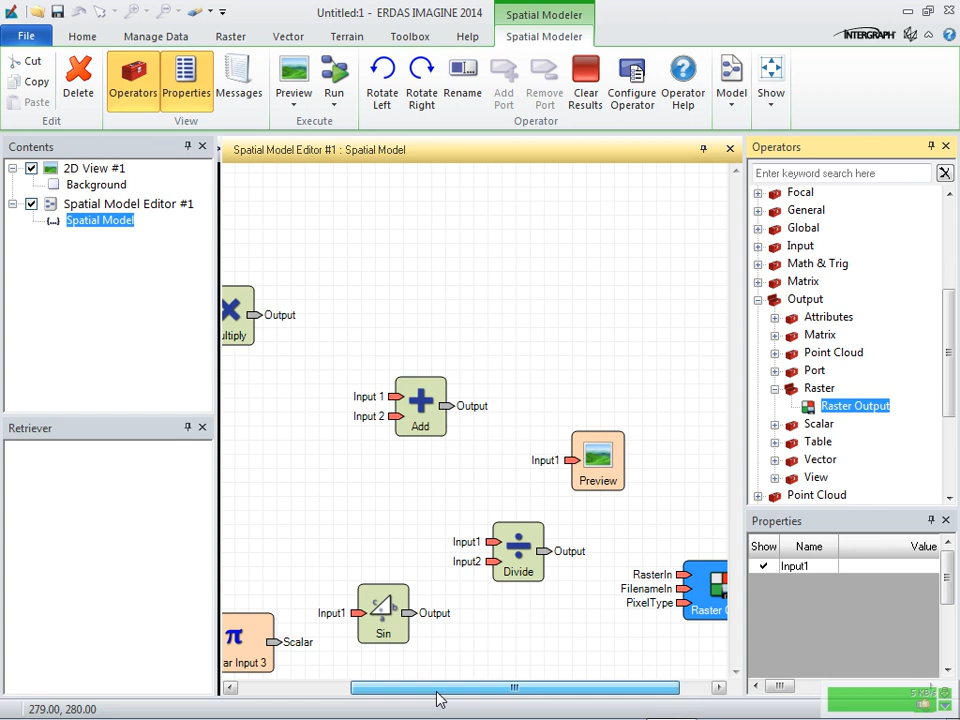 Untitled:1 - ERDAS IMAGINE 2014
Spatial Modeler
File Home Manage Data Raster Vector Terrain Toolbox Help Spatial Modeler
INTERGRAPH
Cut
Copy
Paste
Edit
Delete
Operators
Properties
Messages
View
Preview
Run
Execute
Rotate Left
Rotate Right
Rename
Add Port
Remove Port
Clear Results
Configure Operator
Operator Help
Operator
Model
Show
Contents
2D View #1
Background
Spatial Model Editor #1
{...} Spatial Model
Retriever
Spatial Model Editor #1 : Spatial Model
Output
ultiply
Input 1
Input 2
Output
Add
Input1
Preview
Input1
Input2
Output
Divide
RasterIn
FilenameIn
PixelType
Raster
Input1
Output
Sin
π
Scalar
ar Input 3
Operators
Enter keyword search here
Focal
General
Global
Input
Math & Trig
Matrix
Output
Attributes
Matrix
Point Cloud
Port
Raster
Raster Output
Scalar
Table
Vector
View
Point Cloud
Properties
Show Name Value
Input1
279.00, 280.00
5 KB/s